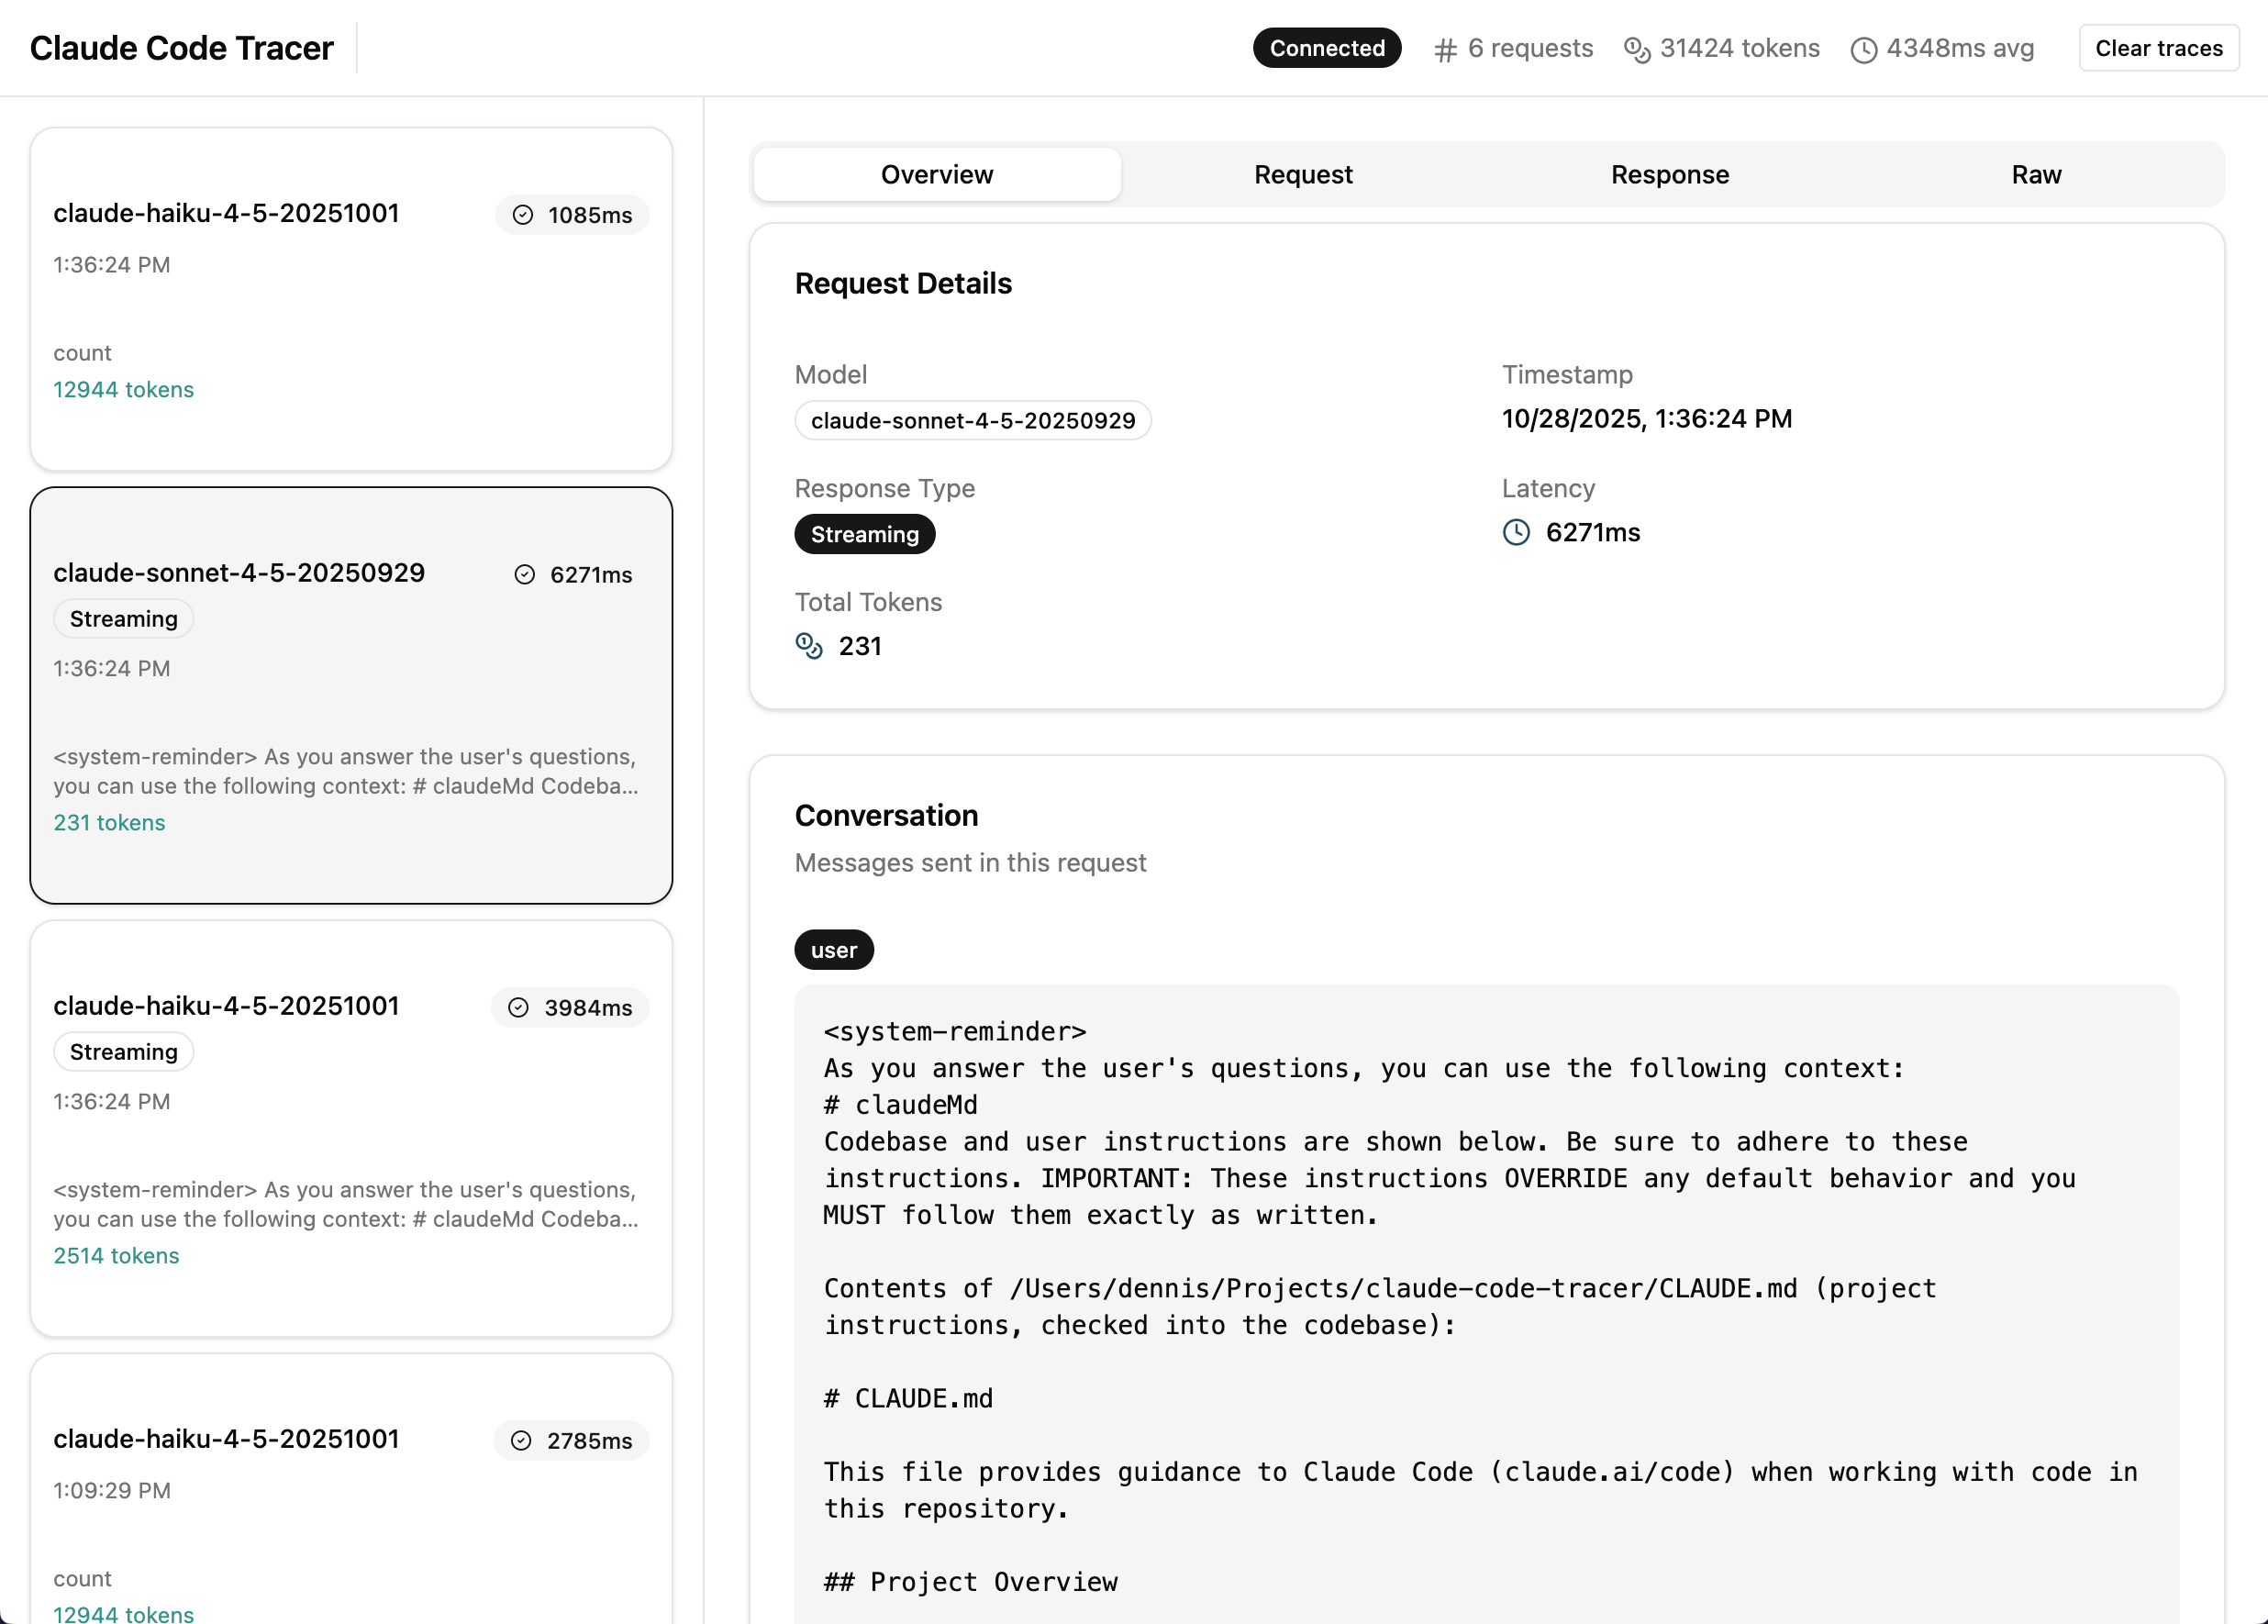 Claude Code Tracer
Connected
6 requests
31424 tokens
4348ms avg
Clear traces
claude-haiku-4-5-20251001
1085ms
1:36:24 PM
count
12944 tokens
claude-sonnet-4-5-20250929
6271ms
Streaming
1:36:24 PM
<system-reminder> As you answer the user's questions,
you can use the following context: # claudeMd Codeba...
231 tokens
claude-haiku-4-5-20251001
3984ms
Streaming
1:36:24 PM
<system-reminder> As you answer the user's questions,
you can use the following context: # claudeMd Codeba...
2514 tokens
claude-haiku-4-5-20251001
2785ms
1:09:29 PM
count
12944 tokens
Overview
Request
Response
Raw
Request Details
Model
claude-sonnet-4-5-20250929
Timestamp
10/28/2025, 1:36:24 PM
Response Type
Streaming
Latency
6271ms
Total Tokens
231
Conversation
Messages sent in this request
user
<system-reminder>
As you answer the user's questions, you can use the following context:
# claudeMd
Codebase and user instructions are shown below. Be sure to adhere to these
instructions. IMPORTANT: These instructions OVERRIDE any default behavior and you
MUST follow them exactly as written.
Contents of /Users/dennis/Projects/claude-code-tracer/CLAUDE.md (project
instructions, checked into the codebase):
# CLAUDE.md
This file provides guidance to Claude Code (claude.ai/code) when working with code in
this repository.
## Project Overview